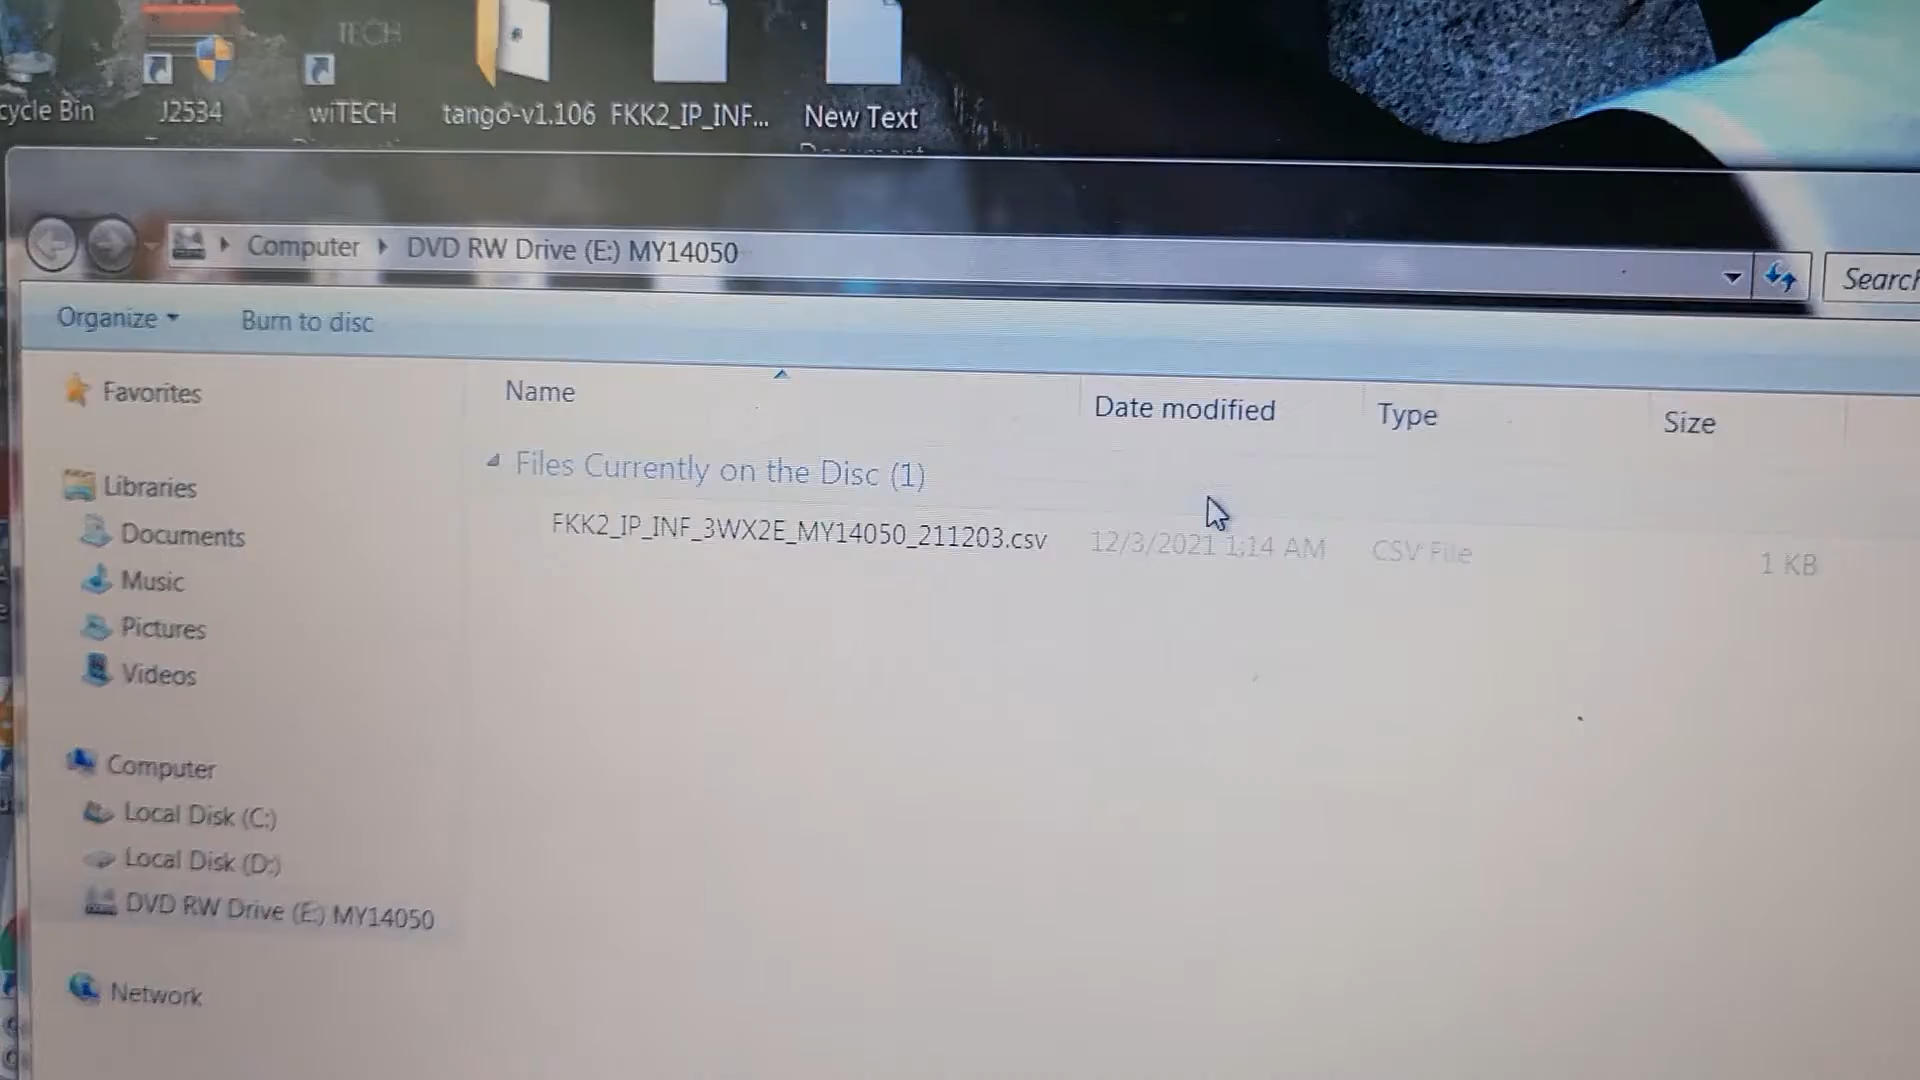 TECH
cycle Bin
J2534
wiTECH
tango-v1.106
FKK2_IP_INF...
New Text
Computer
DVD RW Drive (E:) MY14050
Search
Organize
Burn to disc
Favorites
Name
Date modified
Type
Size
Files Currently on the Disc (1)
FKK2_IP_INF_3WX2E_MY14050_211203.csv
12/3/2021 1:14 AM
CSV File
1 KB
Libraries
Documents
Music
Pictures
Videos
Computer
Local Disk (C:)
Local Disk (D:)
DVD RW Drive (E:) MY14050
Network